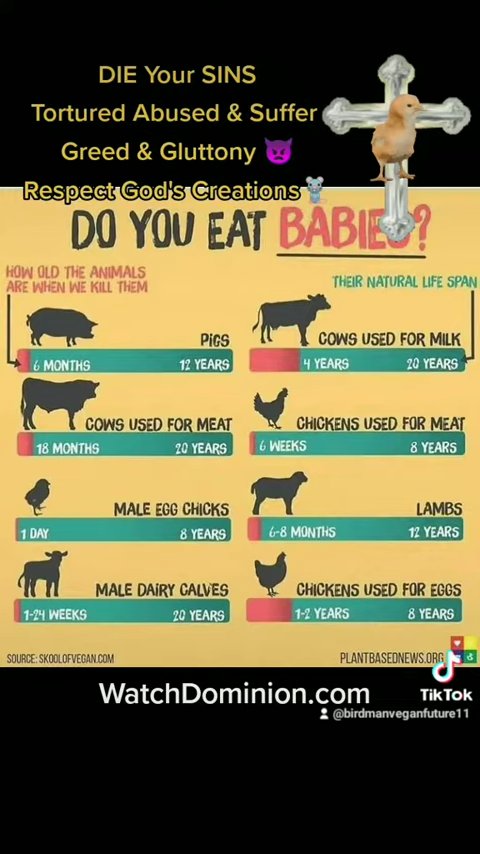 DIE Your SINS
Tortured Abused & Suffer
Greed & Gluttony 😈
Respect God's Creations🐭
DO YOU EAT BABIES?
HOW OLD THE ANIMALS
ARE WHEN WE KILL THEM
THEIR NATURAL LIFE SPAN
PIGS
6 MONTHS 12 YEARS
COWS USED FOR MILK
4 YEARS 20 YEARS
COWS USED FOR MEAT
18 MONTHS 20 YEARS
CHICKENS USED FOR MEAT
6 WEEKS 8 YEARS
MALE EGG CHICKS
1 DAY 8 YEARS
LAMBS
6-8 MONTHS 12 YEARS
MALE DAIRY CALVES
1-24 WEEKS 20 YEARS
CHICKENS USED FOR EGGS
1-2 YEARS 8 YEARS
SOURCE: SKOOLOFVEGAN.COM
PLANTBASEDNEWS.ORG
WatchDominion.com
TikTok
@birdmanveganfuture11